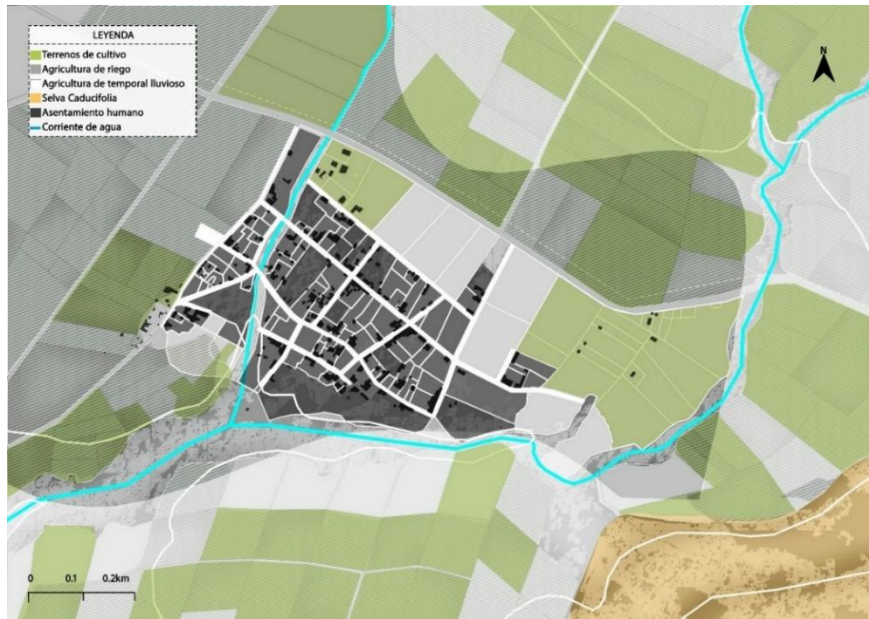 LEYENDA
Terrenos de cultivo
Agricultura de riego
Agricultura de temporal lluvioso
Selva Caducifolia
Asentamiento humano
Corriente de agua
N
0 0.1 0.2km